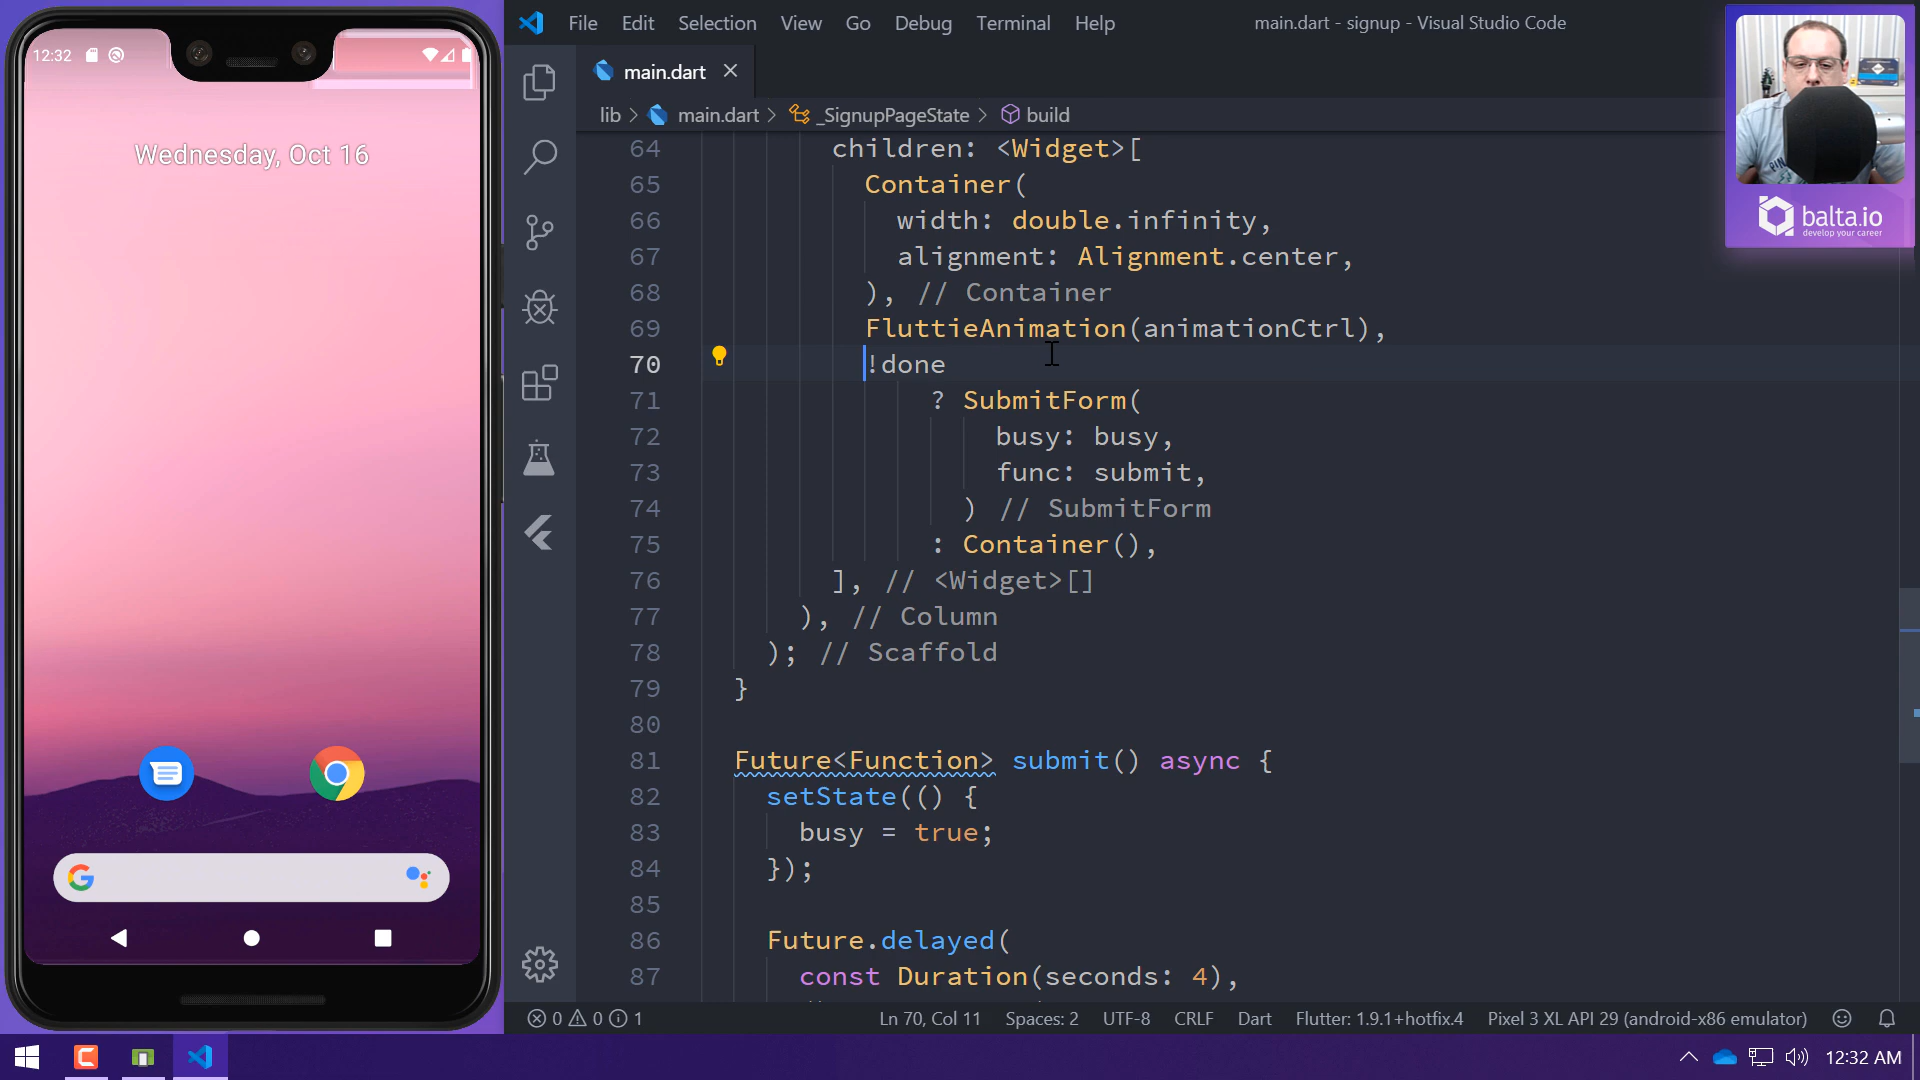 12:32
Wednesday, Oct 16
File Edit Selection View Go Debug Terminal Help
main.dart - signup - Visual Studio Code
main.dart
lib > main.dart > _SignupPageState > build
64 children: <Widget>[
65 Container(
66 width: double.infinity,
67 alignment: Alignment.center,
68 ), // Container
69 FluttieAnimation(animationCtrl),
70 !done
71 ? SubmitForm(
72 busy: busy,
73 func: submit,
74 ) // SubmitForm
75 : Container(),
76 ], // <Widget>[]
77 ), // Column
78 ); // Scaffold
79 }
80
81 Future<Function> submit() async {
82 setState(() {
83 busy = true;
84 });
85
86 Future.delayed(
87 const Duration(seconds: 4),
balta.io
develop your career
0 0 1
Ln 70, Col 11 Spaces: 2 UTF-8 CRLF Dart Flutter: 1.9.1+hotfix.4 Pixel 3 XL API 29 (android-x86 emulator)
12:32 AM